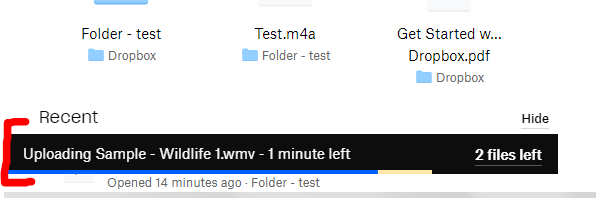 Folder - test
Dropbox
Test.m4a
Folder - test
Get Started w...
Dropbox.pdf
Dropbox
Recent
Hide
Uploading Sample - Wildlife 1.wmv - 1 minute left
2 files left
Opened 14 minutes ago · Folder - test